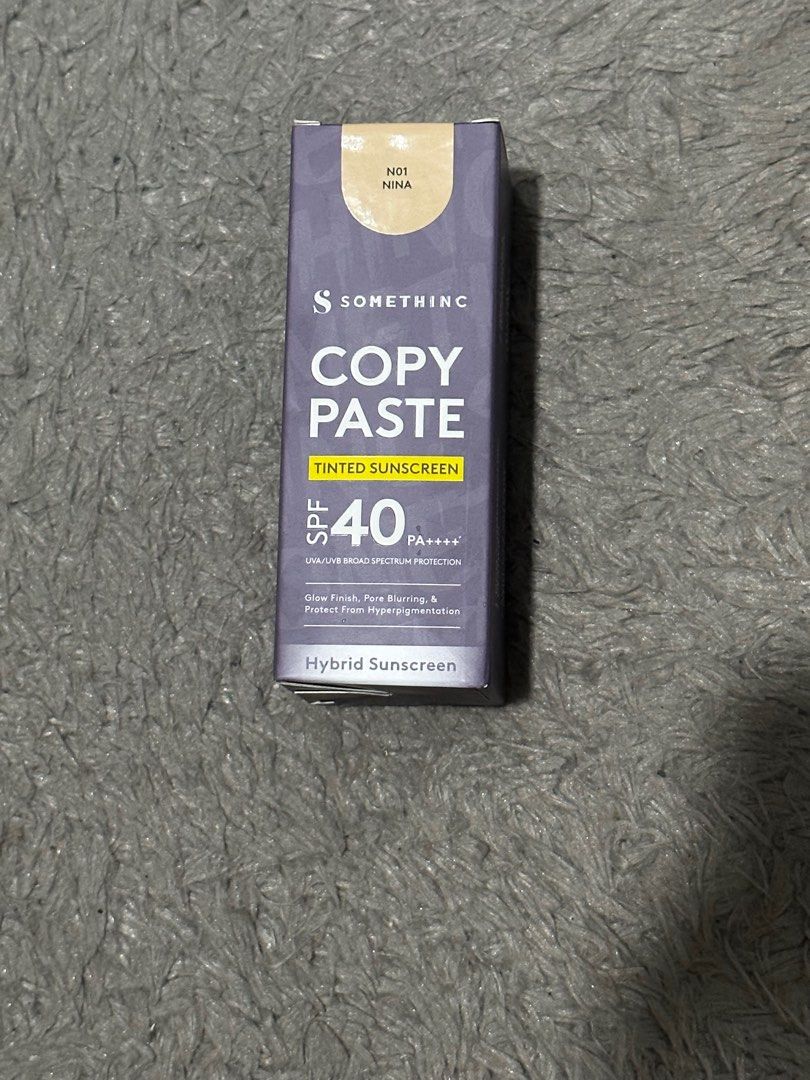 N01
NINA
SOMETHINC
COPY
PASTE
TINTED SUNSCREEN
SPF 40 PA++++
UVA/UVB BROAD SPECTRUM PROTECTION
Glow Finish, Pore Blurring, &
Protect From Hyperpigmentation
Hybrid Sunscreen